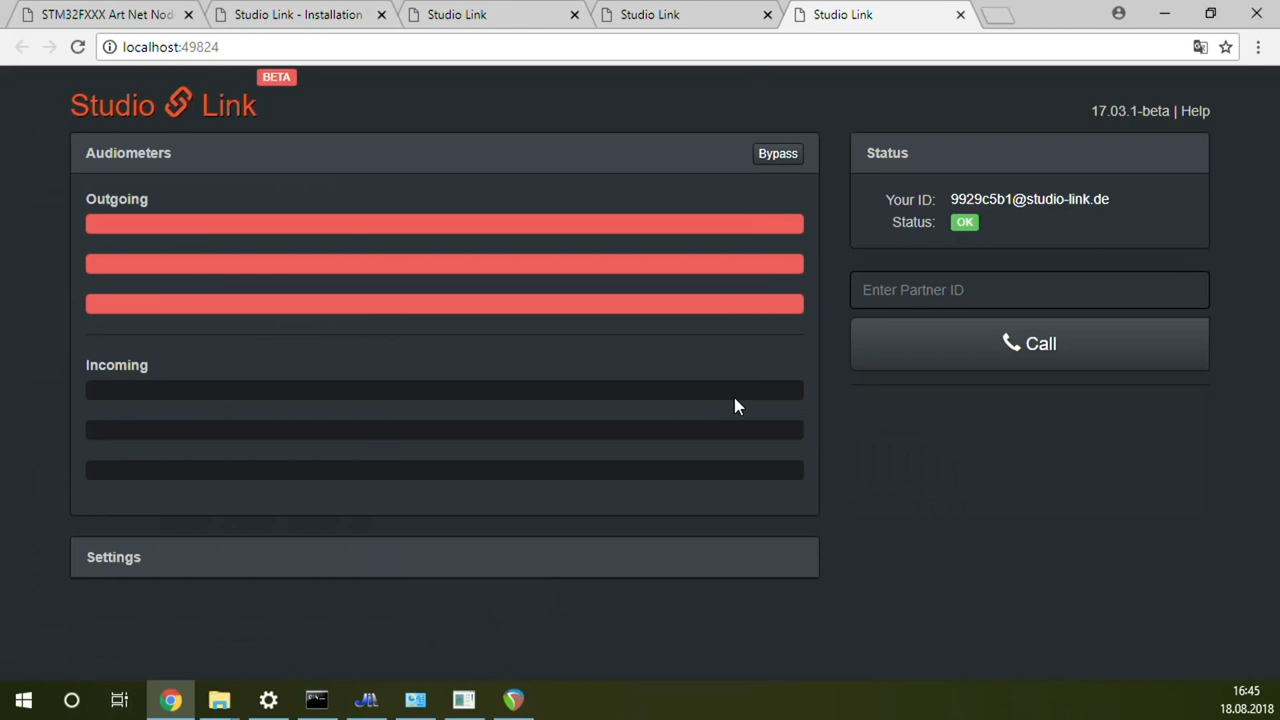 STM32FXXX Art Net Nod
Studio Link - Installation
Studio Link
Studio Link
Studio Link
localhost:49824
BETA
Studio Link
17.03.1-beta | Help
Audiometers
Bypass
Outgoing
Incoming
Settings
Status
Your ID: 9929c5b1@studio-link.de
Status: OK
Enter Partner ID
Call
16:45
18.08.2018